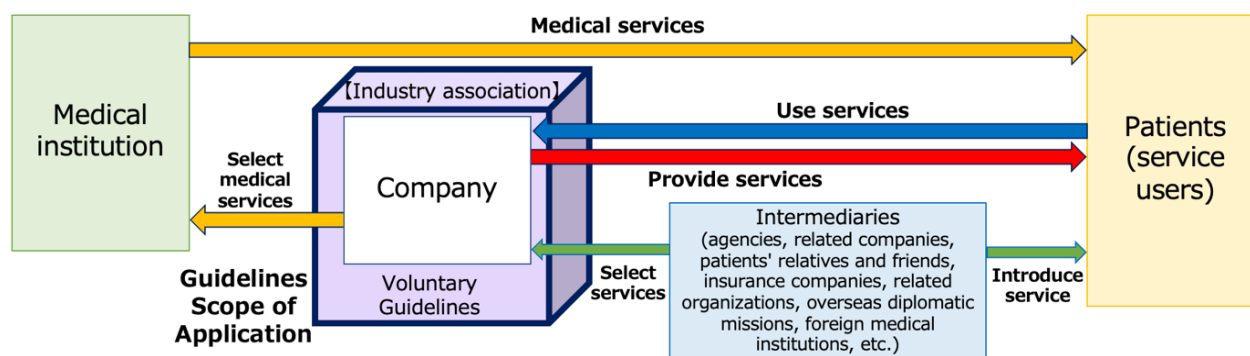 Medical services
Medical
institution
【Industry association】
Use services
Patients
(service
users)
Select
medical
services
Company
Provide services
Intermediaries
(agencies, related companies,
patients' relatives and friends,
insurance companies, related
organizations, overseas diplomatic
missions, foreign medical
institutions, etc.)
Guidelines
Scope of
Application
Voluntary
Guidelines
Select
services
Introduce
service